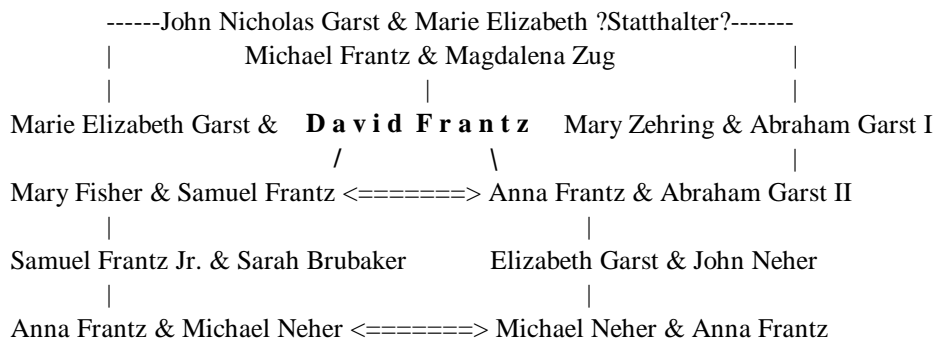 ------John Nicholas Garst & Marie Elizabeth ?Statthalter?-------
| Michael Frantz & Magdalena Zug |
| | |
Marie Elizabeth Garst & David Frantz Mary Zehring & Abraham Garst I
/ \ |
Mary Fisher & Samuel Frantz <=======> Anna Frantz & Abraham Garst II
| |
Samuel Frantz Jr. & Sarah Brubaker Elizabeth Garst & John Neher
| |
Anna Frantz & Michael Neher <=======> Michael Neher & Anna Frantz